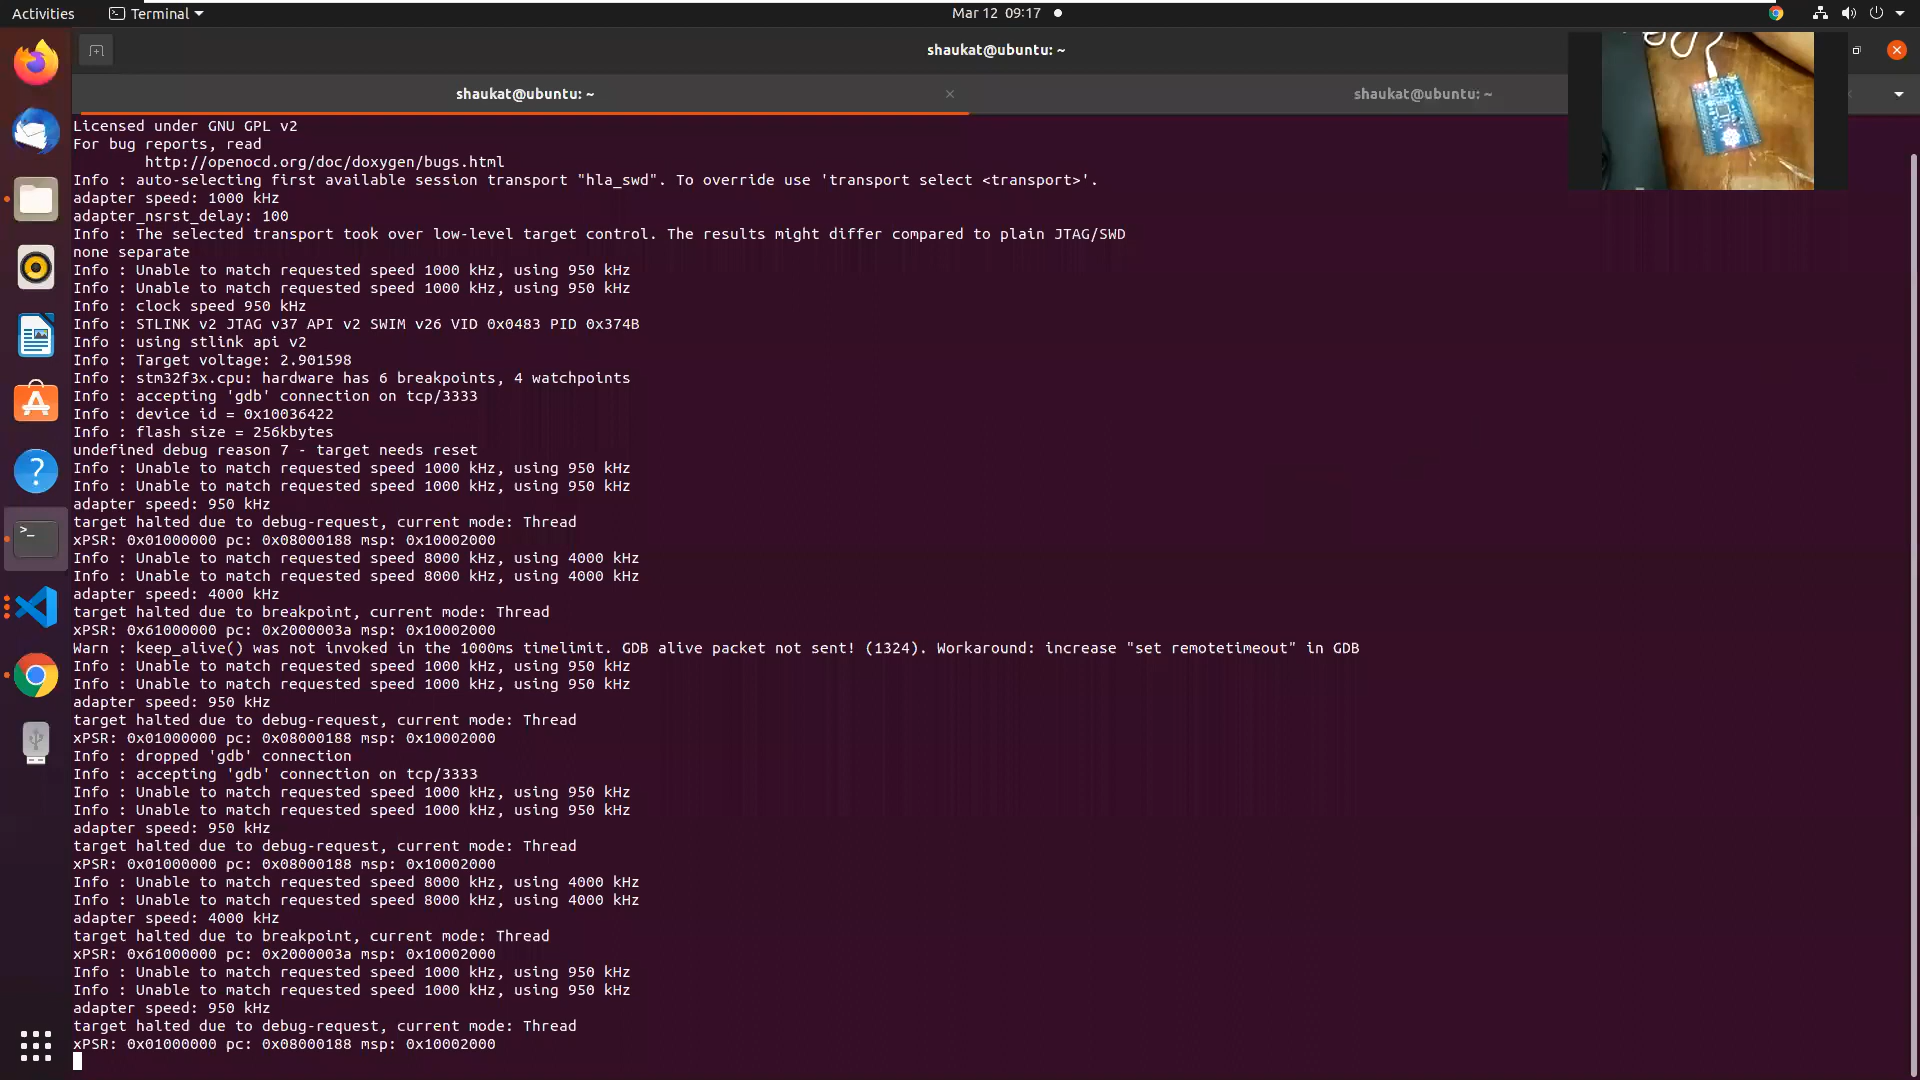 Activities
Terminal
Mar 12 09:17
shaukat@ubuntu: ~
shaukat@ubuntu: ~
shaukat@ubuntu: ~
Licensed under GNU GPL v2
For bug reports, read
http://openocd.org/doc/doxygen/bugs.html
Info : auto-selecting first available session transport "hla_swd". To override use 'transport select <transport>'.
adapter speed: 1000 kHz
adapter_nsrst_delay: 100
Info : The selected transport took over low-level target control. The results might differ compared to plain JTAG/SWD
none separate
Info : Unable to match requested speed 1000 kHz, using 950 kHz
Info : Unable to match requested speed 1000 kHz, using 950 kHz
Info : clock speed 950 kHz
Info : STLINK v2 JTAG v37 API v2 SWIM v26 VID 0x0483 PID 0x374B
Info : using stlink api v2
Info : Target voltage: 2.901598
Info : stm32f3x.cpu: hardware has 6 breakpoints, 4 watchpoints
Info : accepting 'gdb' connection on tcp/3333
Info : device id = 0x10036422
Info : flash size = 256kbytes
undefined debug reason 7 - target needs reset
Info : Unable to match requested speed 1000 kHz, using 950 kHz
Info : Unable to match requested speed 1000 kHz, using 950 kHz
adapter speed: 950 kHz
target halted due to debug-request, current mode: Thread
xPSR: 0x01000000 pc: 0x08000188 msp: 0x10002000
Info : Unable to match requested speed 8000 kHz, using 4000 kHz
Info : Unable to match requested speed 8000 kHz, using 4000 kHz
adapter speed: 4000 kHz
target halted due to breakpoint, current mode: Thread
xPSR: 0x61000000 pc: 0x2000003a msp: 0x10002000
Warn : keep_alive() was not invoked in the 1000ms timelimit. GDB alive packet not sent! (1324). Workaround: increase "set remotetimeout" in GDB
Info : Unable to match requested speed 1000 kHz, using 950 kHz
Info : Unable to match requested speed 1000 kHz, using 950 kHz
adapter speed: 950 kHz
target halted due to debug-request, current mode: Thread
xPSR: 0x01000000 pc: 0x08000188 msp: 0x10002000
Info : dropped 'gdb' connection
Info : accepting 'gdb' connection on tcp/3333
Info : Unable to match requested speed 1000 kHz, using 950 kHz
Info : Unable to match requested speed 1000 kHz, using 950 kHz
adapter speed: 950 kHz
target halted due to debug-request, current mode: Thread
xPSR: 0x01000000 pc: 0x08000188 msp: 0x10002000
Info : Unable to match requested speed 8000 kHz, using 4000 kHz
Info : Unable to match requested speed 8000 kHz, using 4000 kHz
adapter speed: 4000 kHz
target halted due to breakpoint, current mode: Thread
xPSR: 0x61000000 pc: 0x2000003a msp: 0x10002000
Info : Unable to match requested speed 1000 kHz, using 950 kHz
Info : Unable to match requested speed 1000 kHz, using 950 kHz
adapter speed: 950 kHz
target halted due to debug-request, current mode: Thread
xPSR: 0x01000000 pc: 0x08000188 msp: 0x10002000